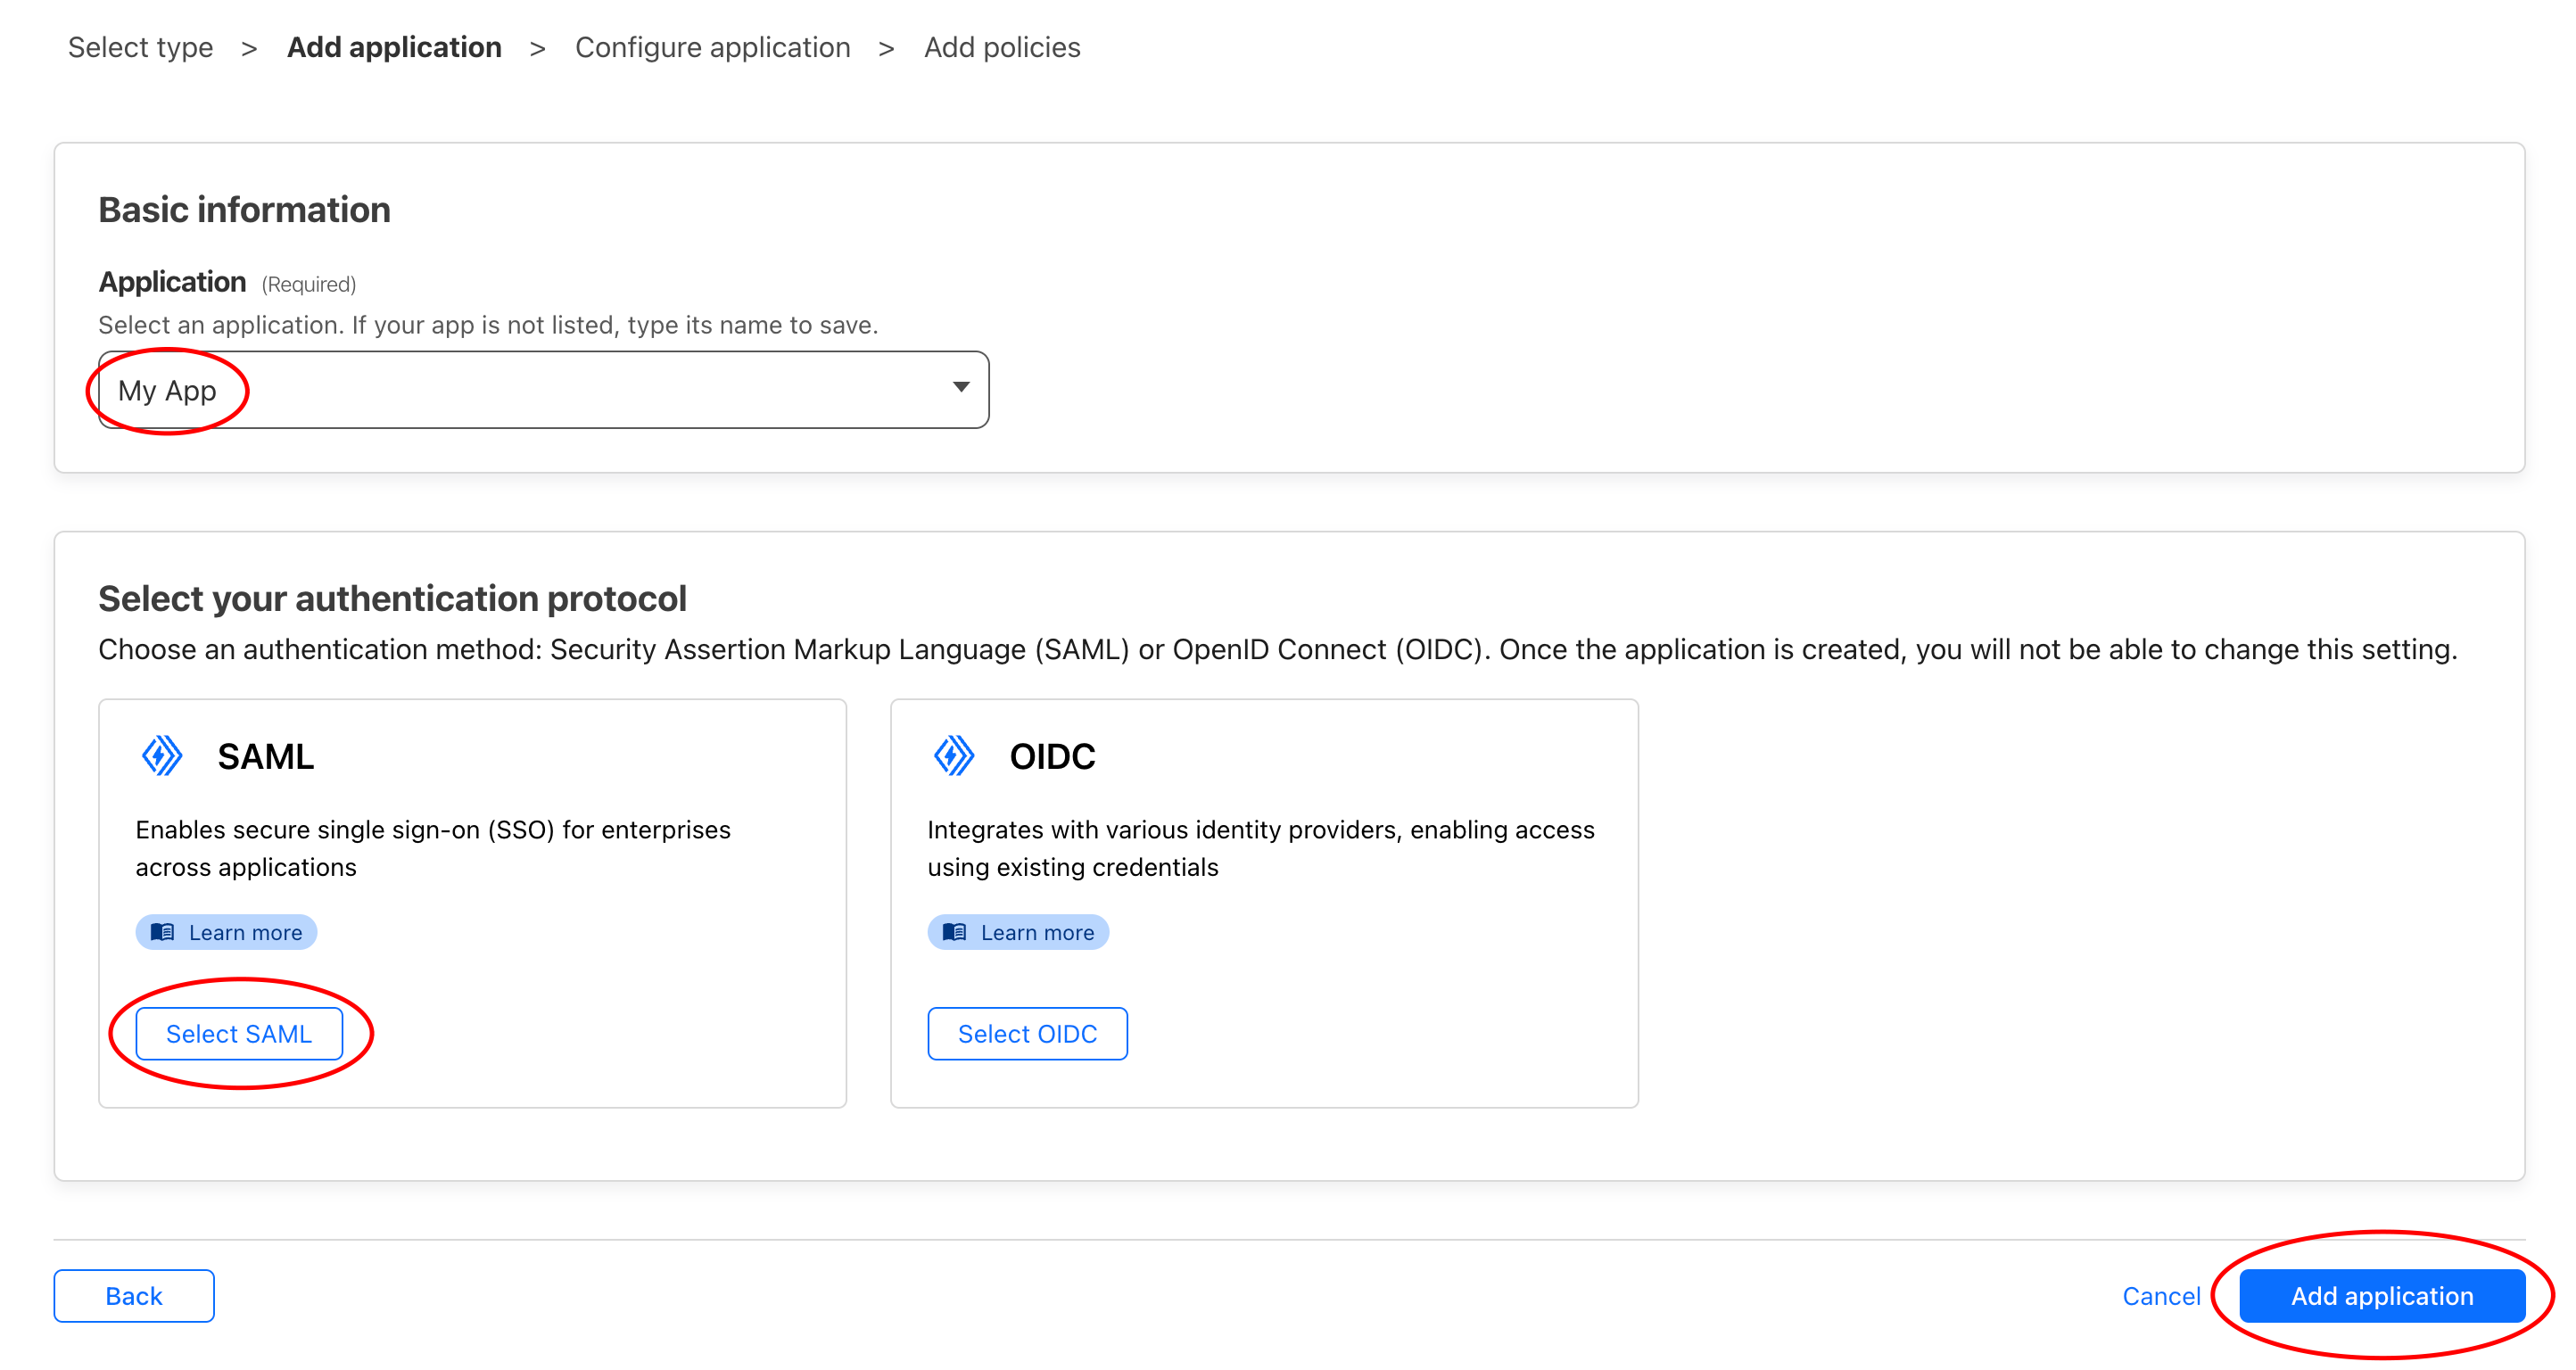 Select type > Add application > Configure application > Add policies
Basic information
Application (Required)
Select an application. If your app is not listed, type its name to save.
My App
Select your authentication protocol
Choose an authentication method: Security Assertion Markup Language (SAML) or OpenID Connect (OIDC). Once the application is created, you will not be able to change this setting.
SAML
Enables secure single sign-on (SSO) for enterprises
across applications
Learn more
Select SAML
OIDC
Integrates with various identity providers, enabling access
using existing credentials
Learn more
Select OIDC
Back
Cancel
Add application